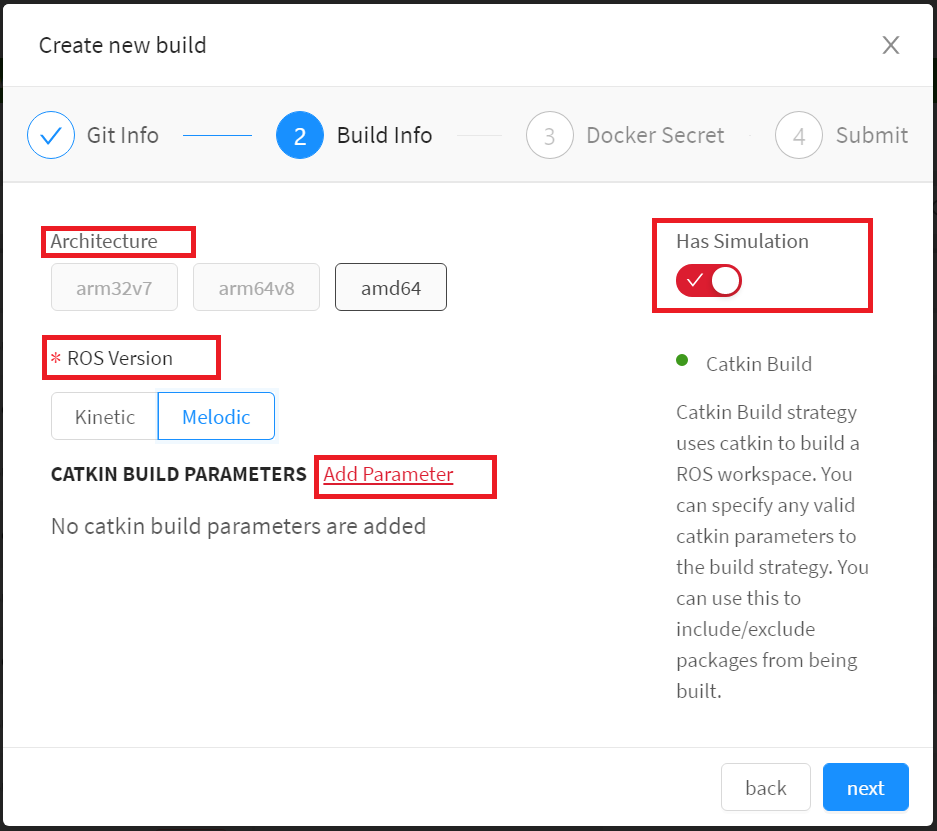 Create new build
Git Info
2 Build Info
3 Docker Secret
4 Submit
Architecture
arm32v7 arm64v8 amd64
* ROS Version
Kinetic Melodic
CATKIN BUILD PARAMETERS Add Parameter
No catkin build parameters are added
Has Simulation
Catkin Build
Catkin Build strategy
uses catkin to build a
ROS workspace. You
can specify any valid
catkin parameters to
the build strategy. You
can use this to
include/exclude
packages from being
built.
back next